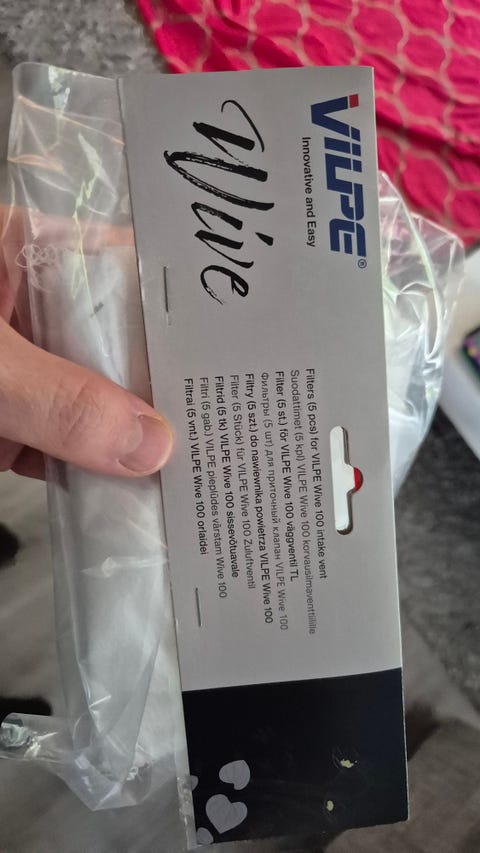 VILPE®
Innovative and Easy
Wive
Filters (5 pcs) for VILPE Wive 100 intake vent
Suodattimet (5 kpl) VILPE Wive 100 korvausilmaventtiilille
Filter (5 st.) för VILPE Wive 100 väggventil TL
Фильтры (5 шт) для приточный клапан VILPE Wive 100
Filtry (5 szt.) do nawiewnika powietrza VILPE Wive 100
Filter (5 Stück) für VILPE Wive 100 Zuluftventil
Filtrid (5 tk) VILPE Wive 100 sissevõtuavale
Filtri (5 gab.) VILPE pieplūdes vārstam Wive 100
Filtrai (5 vnt.) VILPE Wive 100 orlaidei